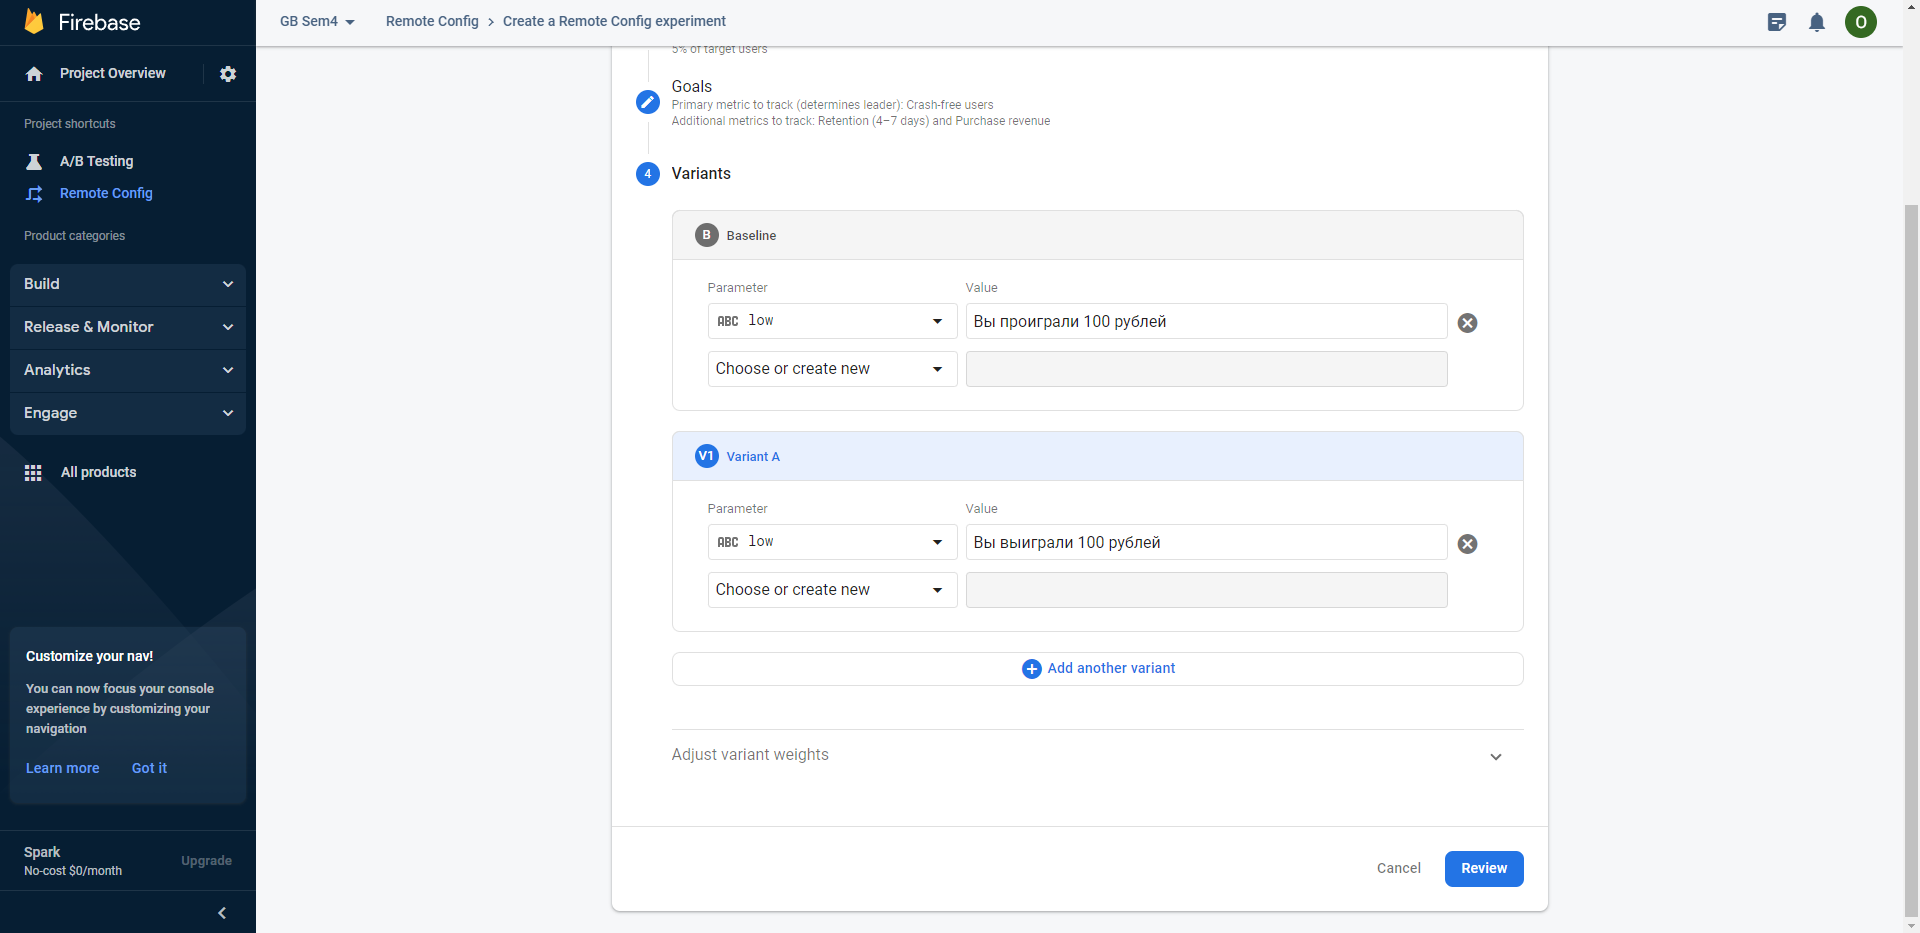 Firebase
GB Sem4
Remote Config > Create a Remote Config experiment
O
Project Overview
Project shortcuts
A/B Testing
Remote Config
Product categories
Build
Release & Monitor
Analytics
Engage
All products
Customize your nav!
You can now focus your console
experience by customizing your
navigation
Learn more
Got it
Spark
No-cost $0/month
Upgrade
5% of target users
Goals
Primary metric to track (determines leader): Crash-free users
Additional metrics to track: Retention (4–7 days) and Purchase revenue
4 Variants
B Baseline
Parameter Value
ABC low Вы проиграли 100 рублей
Choose or create new
V1 Variant A
Parameter Value
ABC low Вы выиграли 100 рублей
Choose or create new
Add another variant
Adjust variant weights
Cancel Review